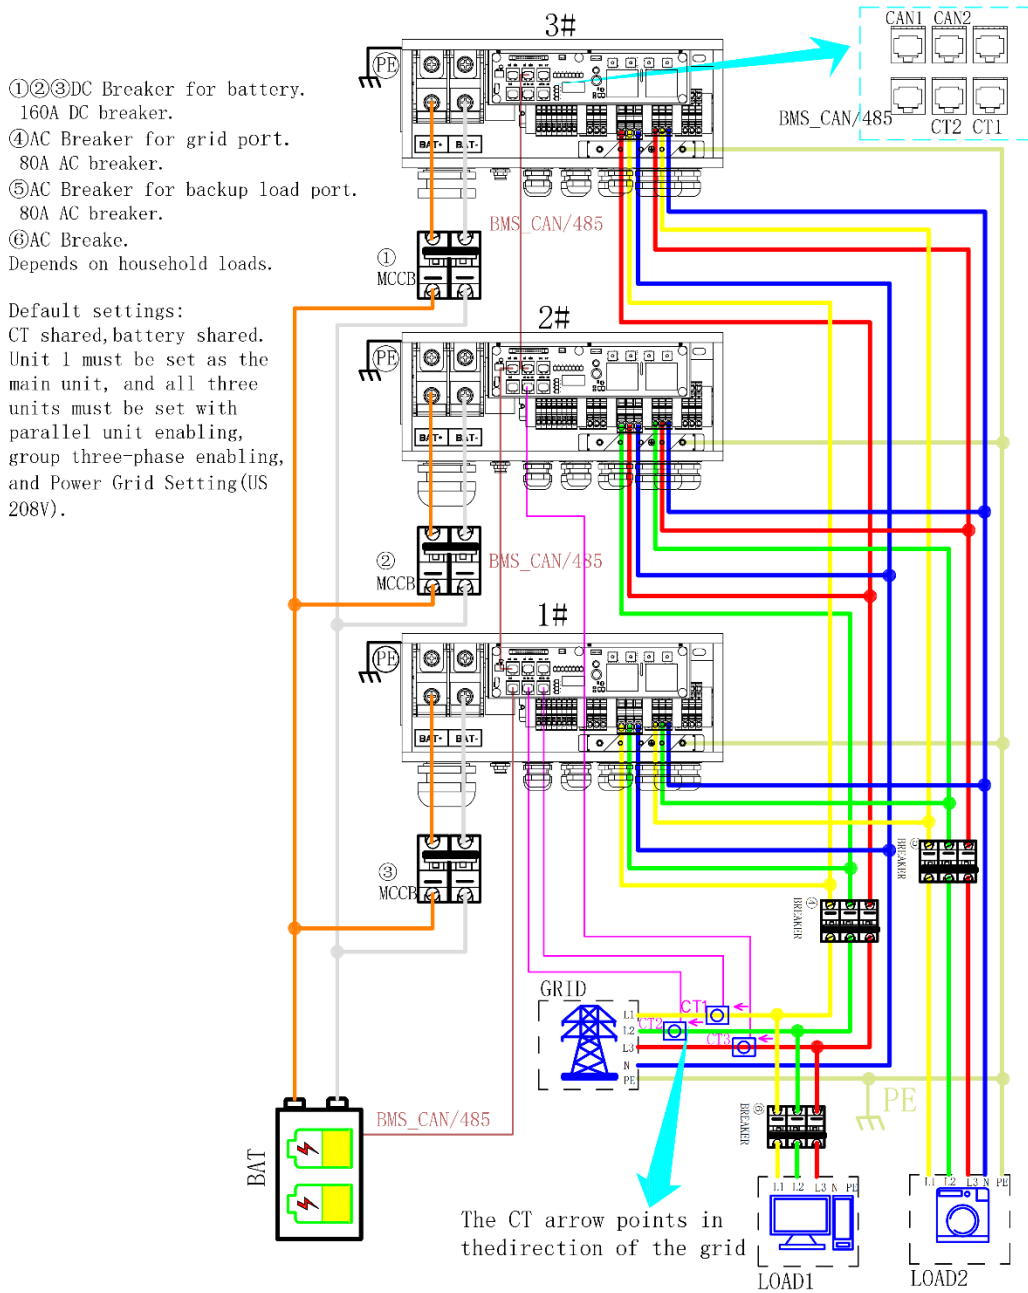 3#
CAN1 CAN2
BMS_CAN/485
CT2 CT1
①②③DC Breaker for battery.
160A DC breaker.
④AC Breaker for grid port.
80A AC breaker.
⑤AC Breaker for backup load port.
80A AC breaker.
⑥AC Breake.
Depends on household loads.
Default settings:
CT shared,battery shared.
Unit 1 must be set as the
main unit, and all three
units must be set with
parallel unit enabling,
group three-phase enabling,
and Power Grid Setting(US
208V).
PE
BAT+ BAT-
BMS_CAN/485
①
MCCB
2#
PE
BAT+ BAT-
②
MCCB
BMS_CAN/485
1#
PE
BAT+ BAT-
③
MCCB
⑤
BREAKER
④
BREAKER
GRID
L1
L2
L3
N
PE
CT1
CT2
CT3
PE
⑥
BREAKER
BMS_CAN/485
BAT
L1 L2 L3 N PE
L1 L2 L3 N PE
The CT arrow points in
thedirection of the grid
LOAD1
LOAD2